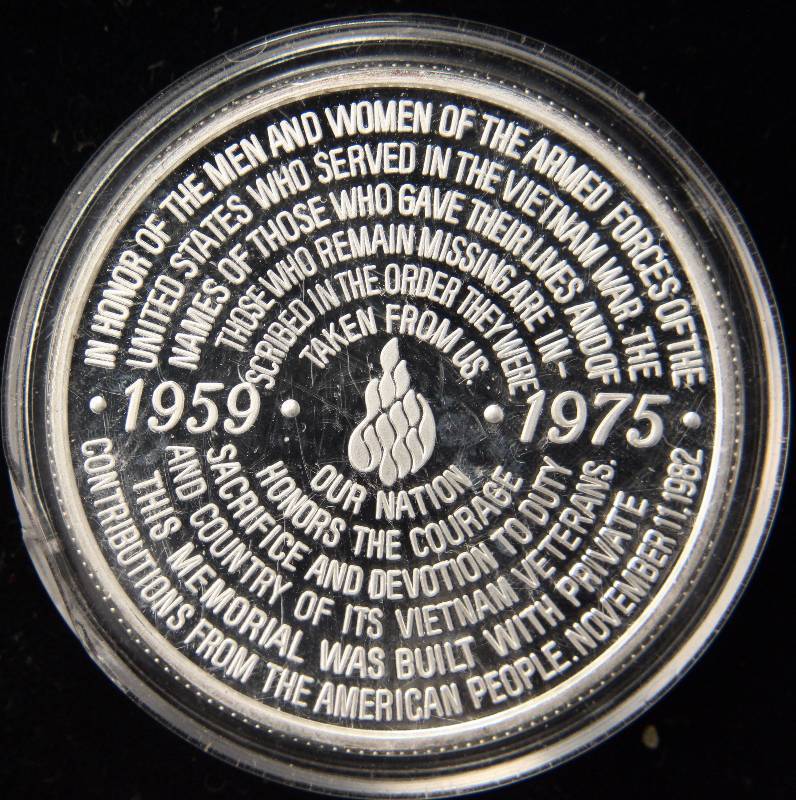 IN HONOR OF THE MEN AND WOMEN OF THE ARMED FORCES OF THE
UNITED STATES WHO SERVED IN THE VIETNAM WAR. THE
NAMES OF THOSE WHO GAVE THEIR LIVES AND OF
THOSE WHO REMAIN MISSING ARE IN-
SCRIBED IN THE ORDER THEY WERE
TAKEN FROM US.
• 1959 • • 1975 •
OUR NATION
HONORS THE COURAGE
SACRIFICE AND DEVOTION TO DUTY
AND COUNTRY OF ITS VIETNAM VETERANS.
THIS MEMORIAL WAS BUILT WITH PRIVATE
CONTRIBUTIONS FROM THE AMERICAN PEOPLE. NOVEMBER 11, 1982